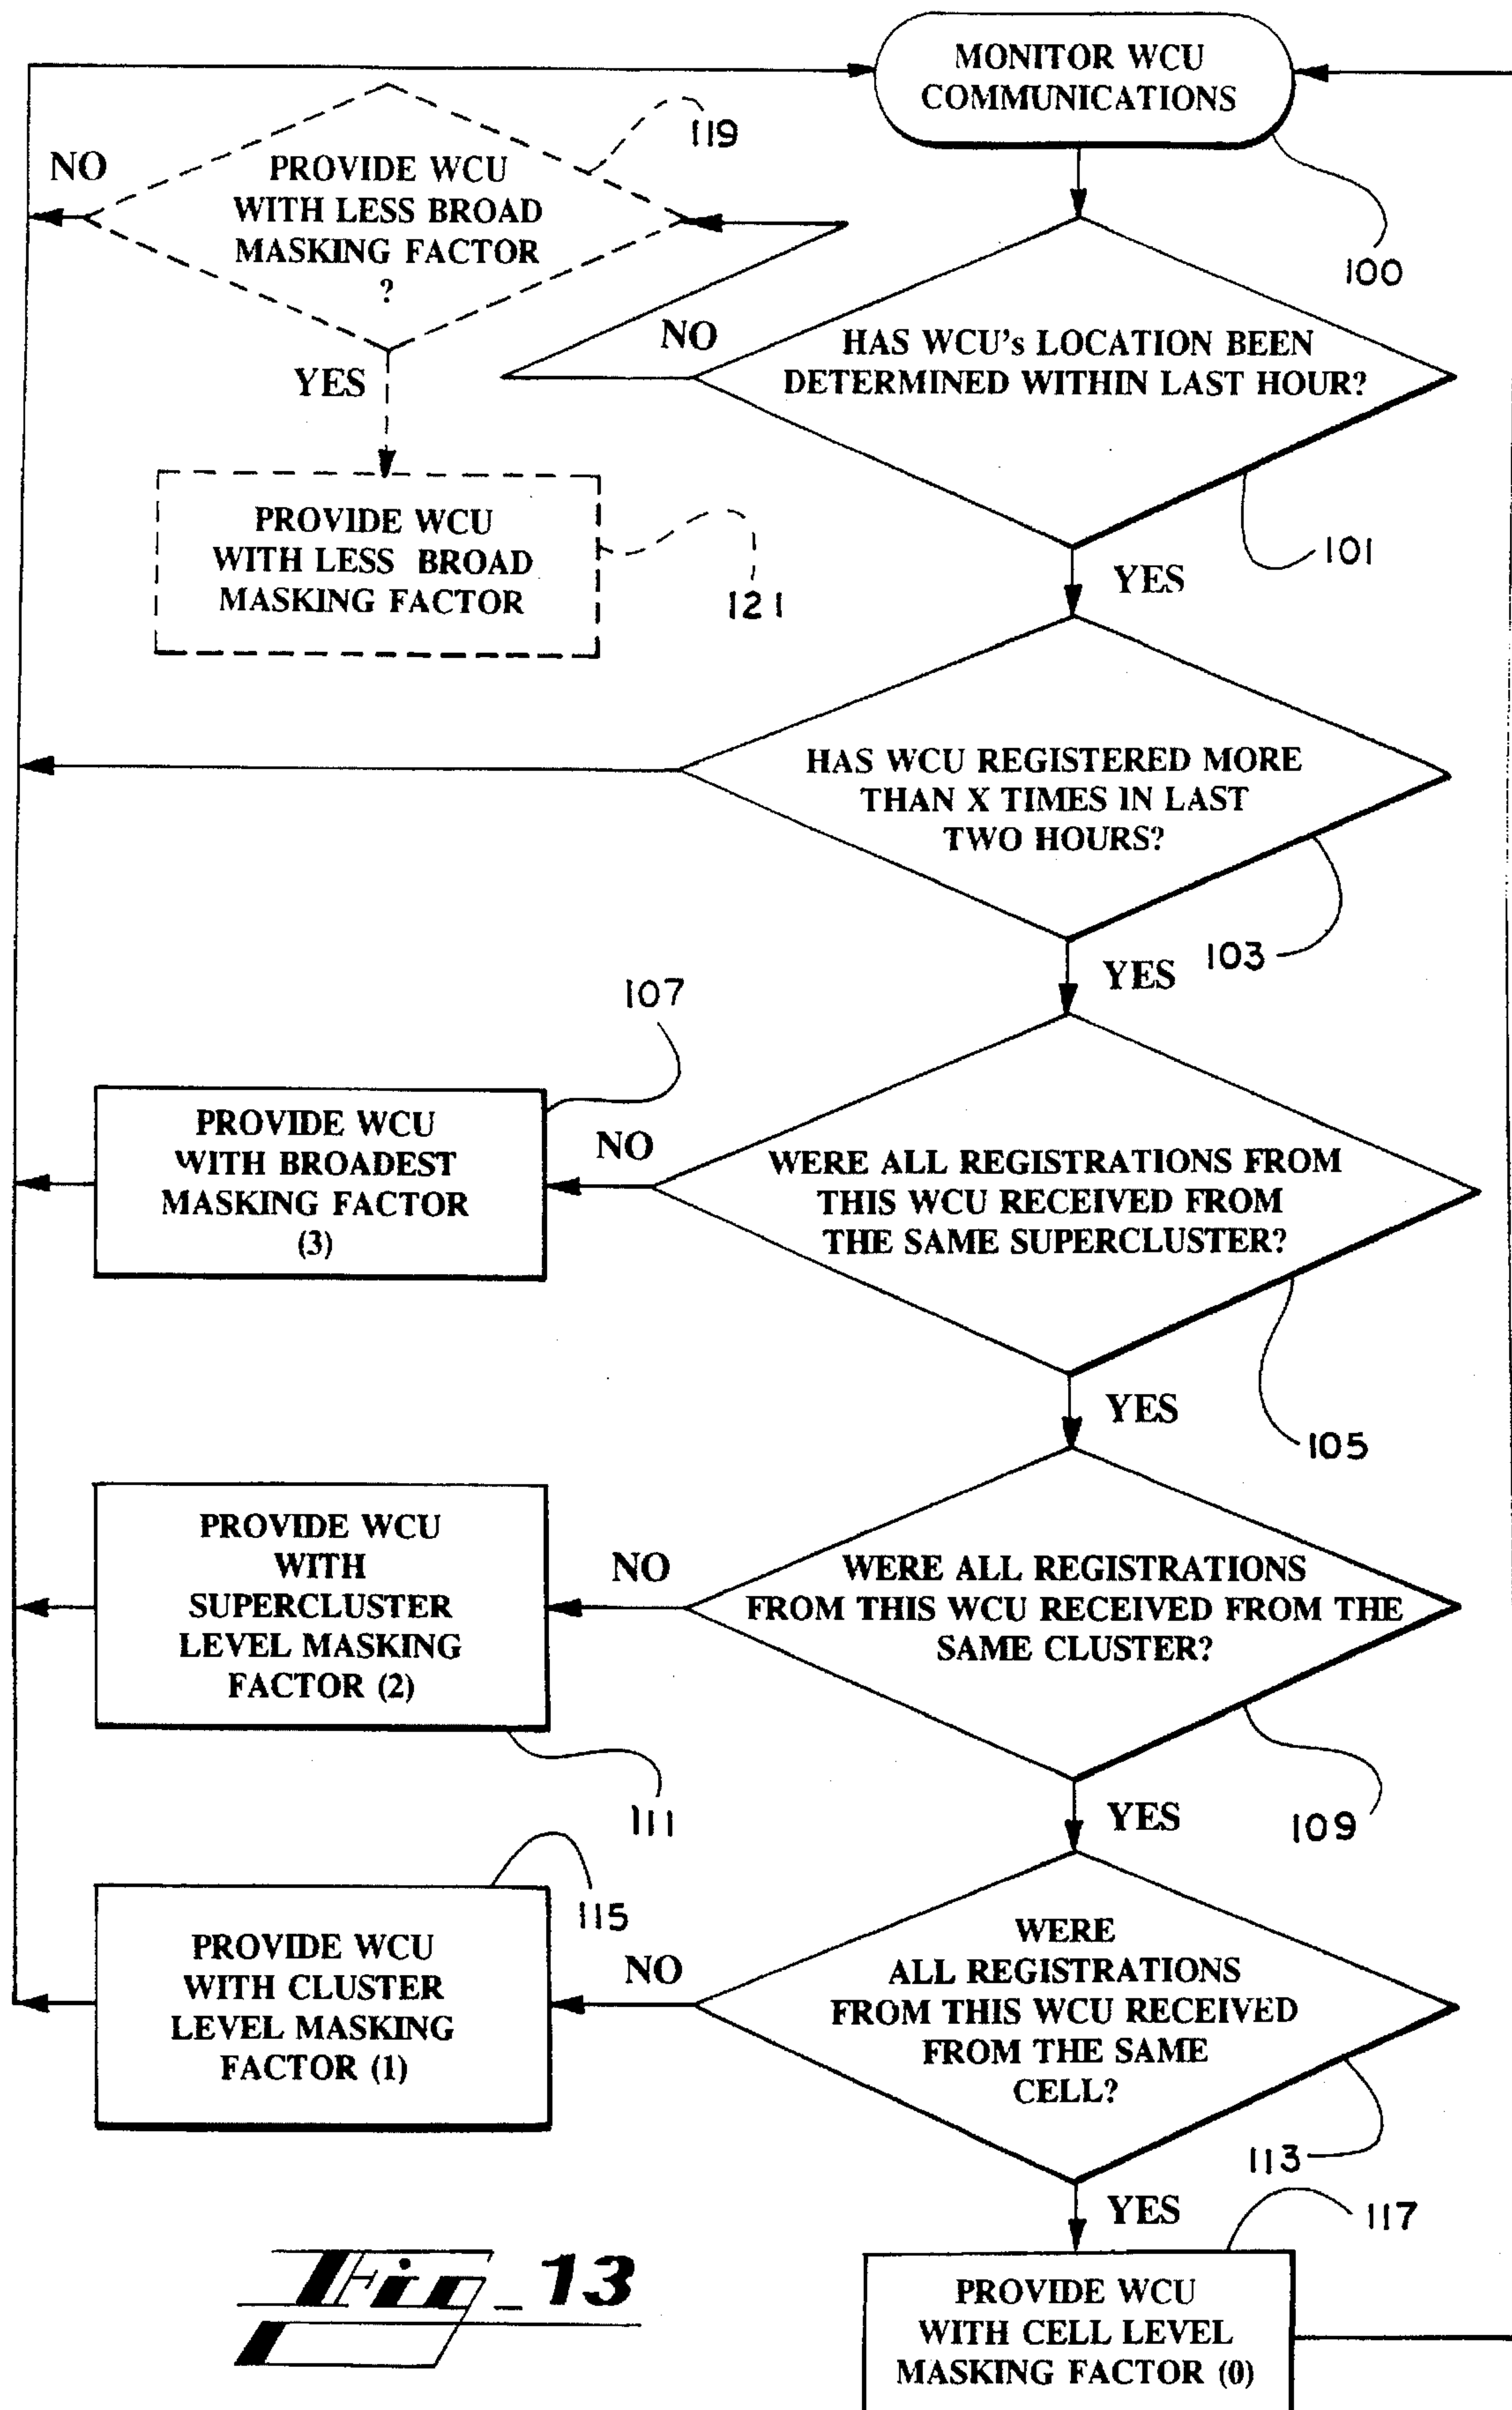 MONITOR WCU
COMMUNICATIONS
100
119
NO
PROVIDE WCU
WITH LESS BROAD
MASKING FACTOR
?
YES
PROVIDE WCU
WITH LESS BROAD
MASKING FACTOR
121
NO
HAS WCU's LOCATION BEEN
DETERMINED WITHIN LAST HOUR?
101
YES
HAS WCU REGISTERED MORE
THAN X TIMES IN LAST
TWO HOURS?
103
YES
107
PROVIDE WCU
WITH BROADEST
MASKING FACTOR
(3)
NO
WERE ALL REGISTRATIONS FROM
THIS WCU RECEIVED FROM
THE SAME SUPERCLUSTER?
105
YES
PROVIDE WCU
WITH
SUPERCLUSTER
LEVEL MASKING
FACTOR (2)
111
NO
WERE ALL REGISTRATIONS
FROM THIS WCU RECEIVED FROM THE
SAME CLUSTER?
109
YES
115
PROVIDE WCU
WITH CLUSTER
LEVEL MASKING
FACTOR (1)
NO
WERE
ALL REGISTRATIONS
FROM THIS WCU RECEIVED
FROM THE SAME
CELL?
113
YES
117
PROVIDE WCU
WITH CELL LEVEL
MASKING FACTOR (0)
Fig_13